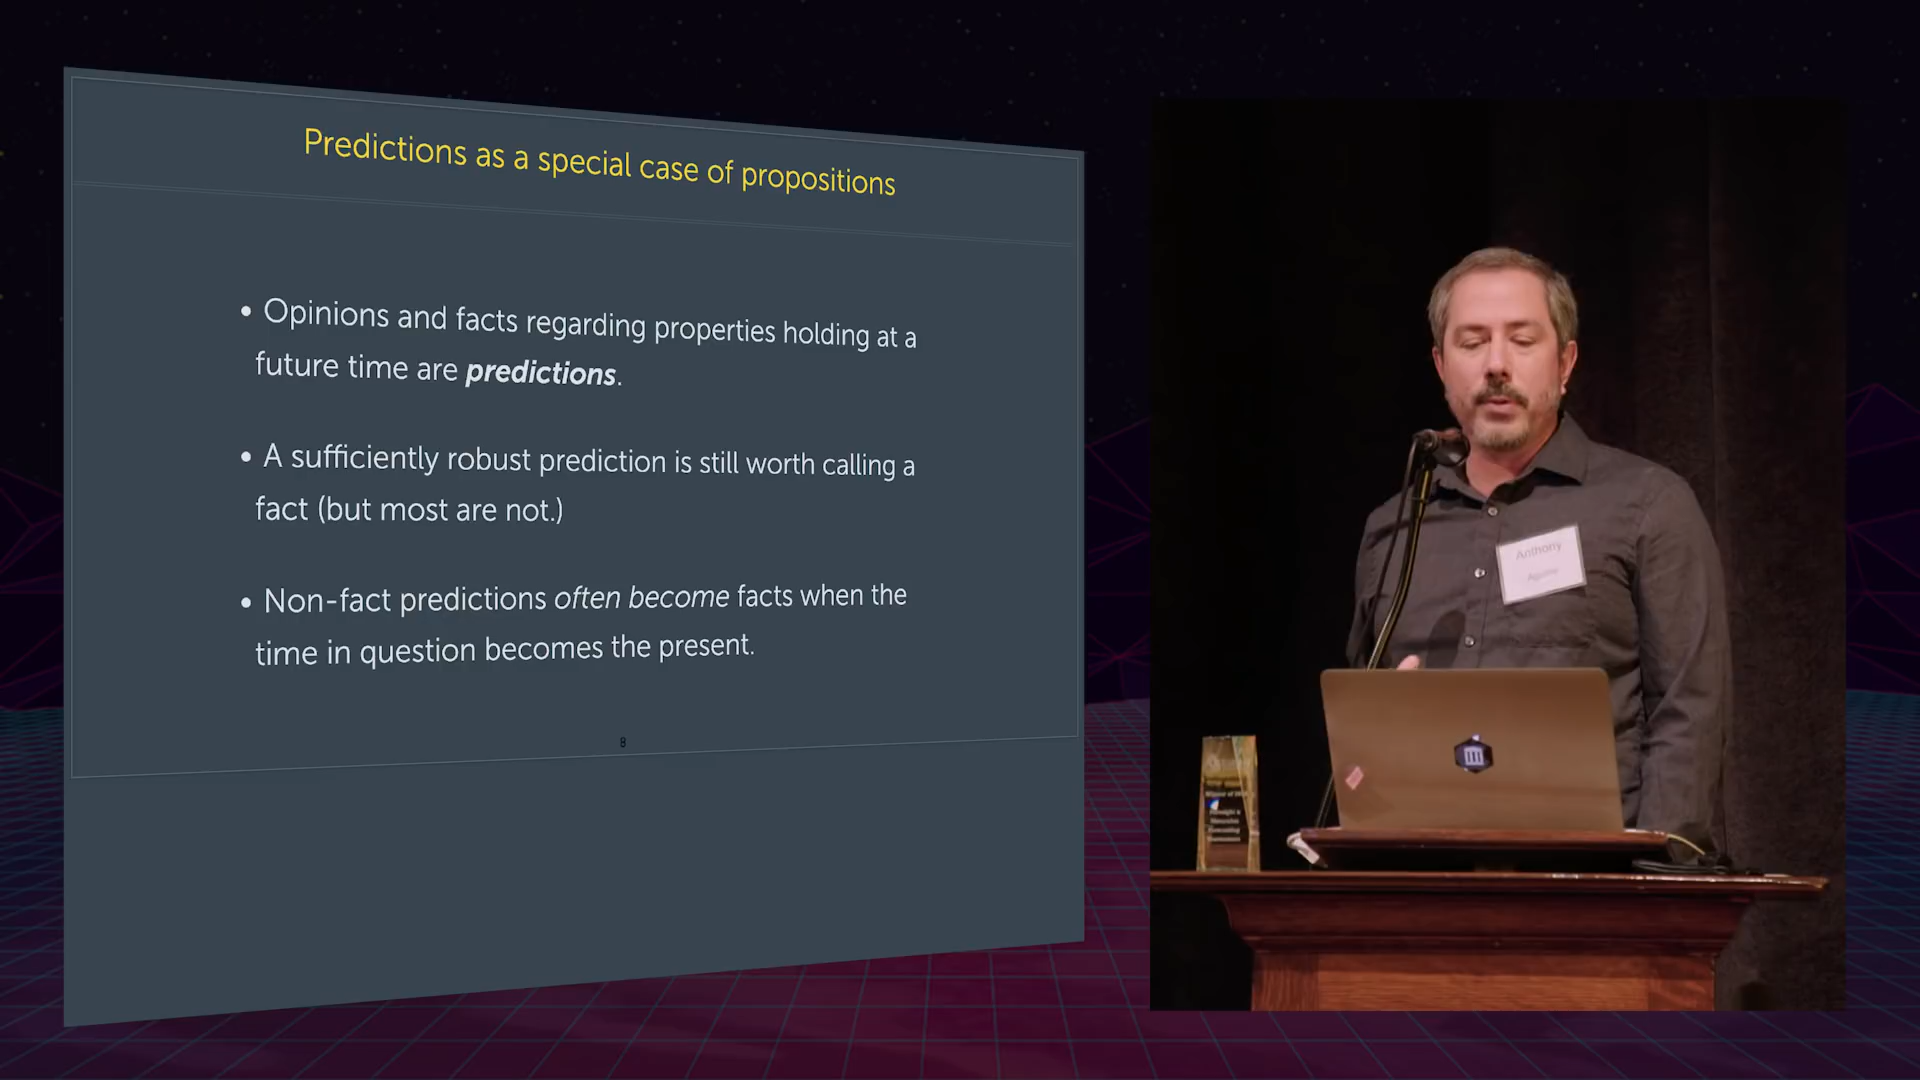 Predictions as a special case of propositions
• Opinions and facts regarding properties holding at a
future time are predictions.
• A sufficiently robust prediction is still worth calling a
fact (but most are not.)
• Non-fact predictions often become facts when the
time in question becomes the present.
8
Anthony
Aguirre